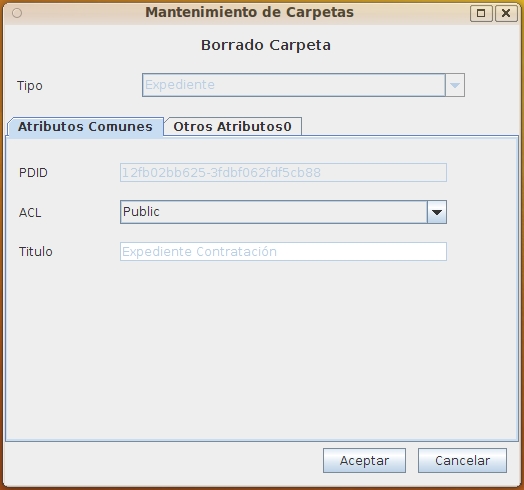 Mantenimiento de Carpetas
Borrado Carpeta
Tipo Expediente
Atributos Comunes Otros Atributos0
PDID 12fb02bb625-3fdbf062fdf5cb88
ACL Public
Titulo Expediente Contratación
Aceptar Cancelar